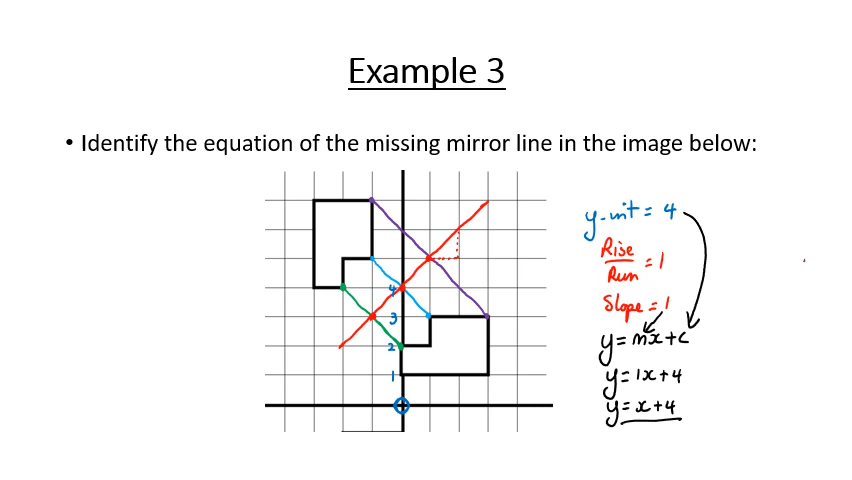 Example 3
• Identify the equation of the missing mirror line in the image below:
4
3
2
1
y-int = 4
Rise
Run = 1
Slope = 1
y = mx + c
y = 1x + 4
y = x + 4